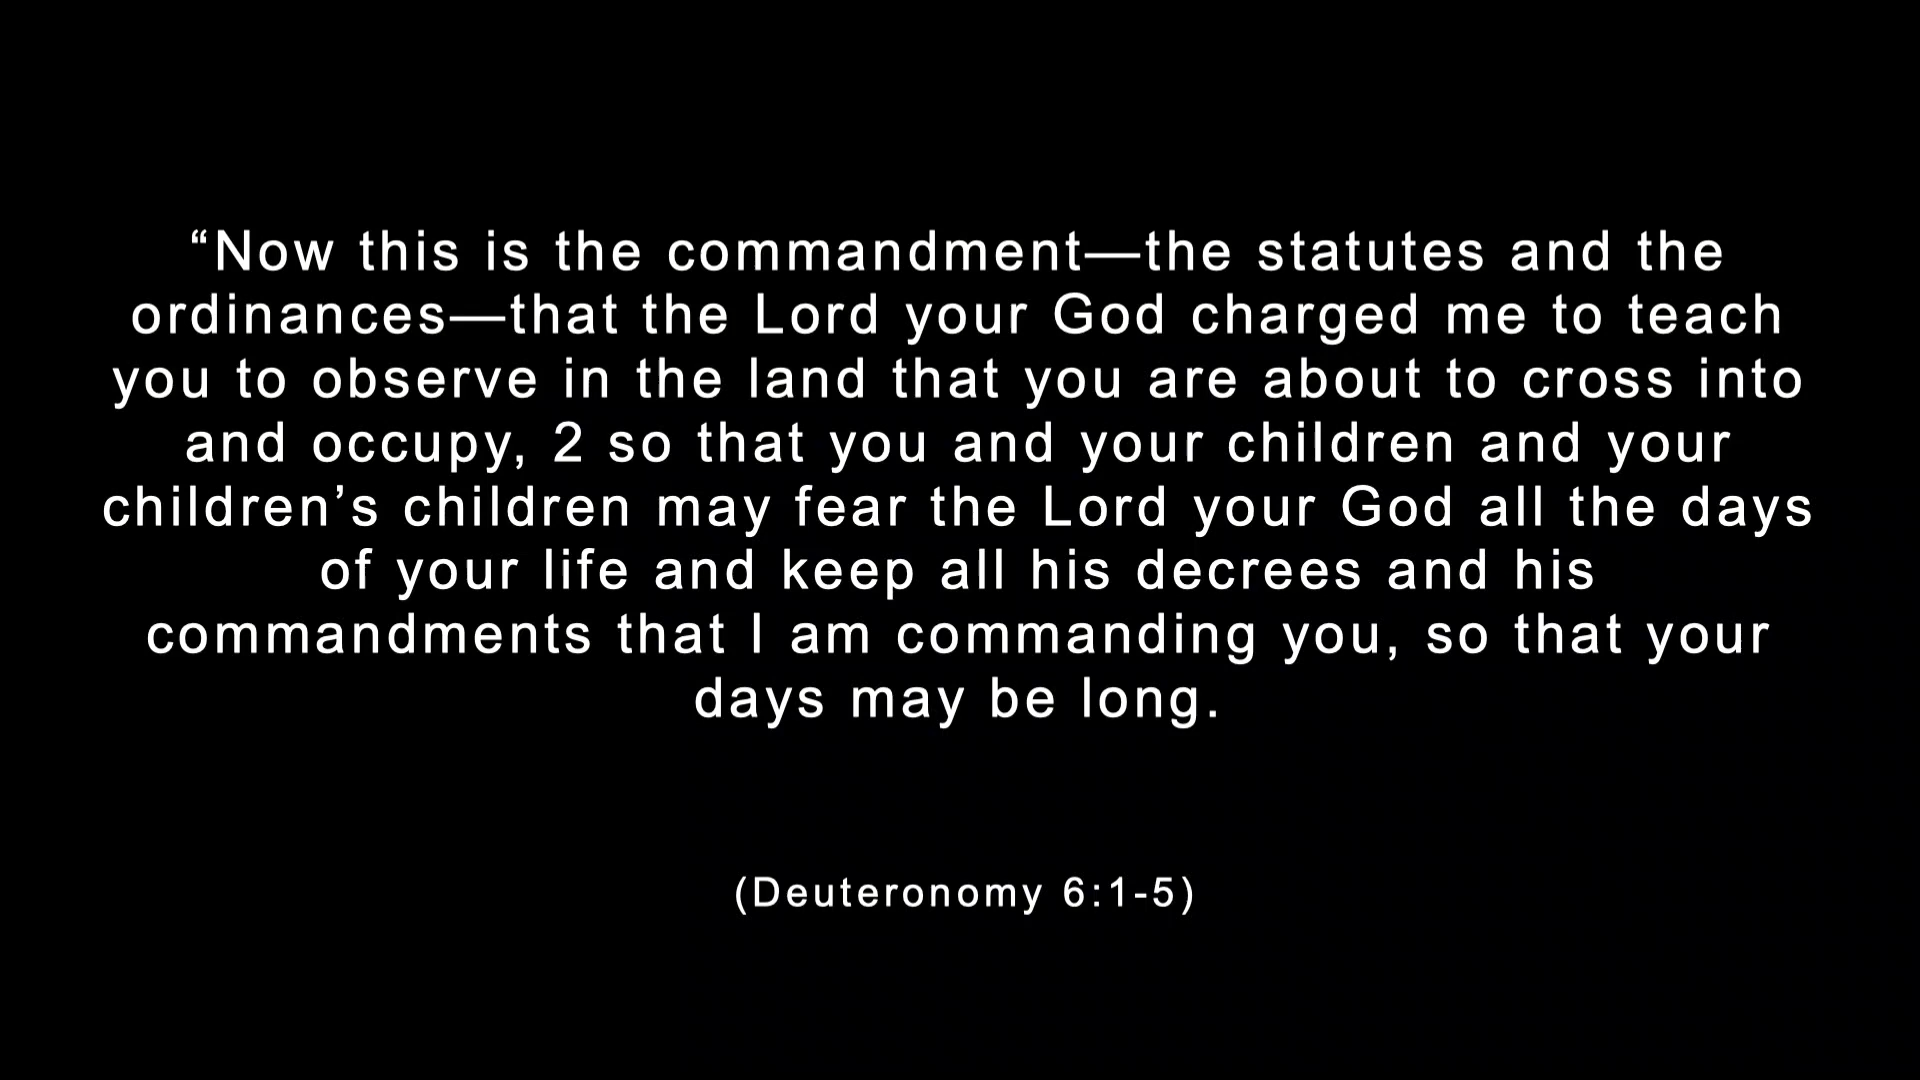 “Now this is the commandment—the statutes and the
ordinances—that the Lord your God charged me to teach
you to observe in the land that you are about to cross into
and occupy, 2 so that you and your children and your
children’s children may fear the Lord your God all the days
of your life and keep all his decrees and his
commandments that I am commanding you, so that your
days may be long.
(Deuteronomy 6:1-5)